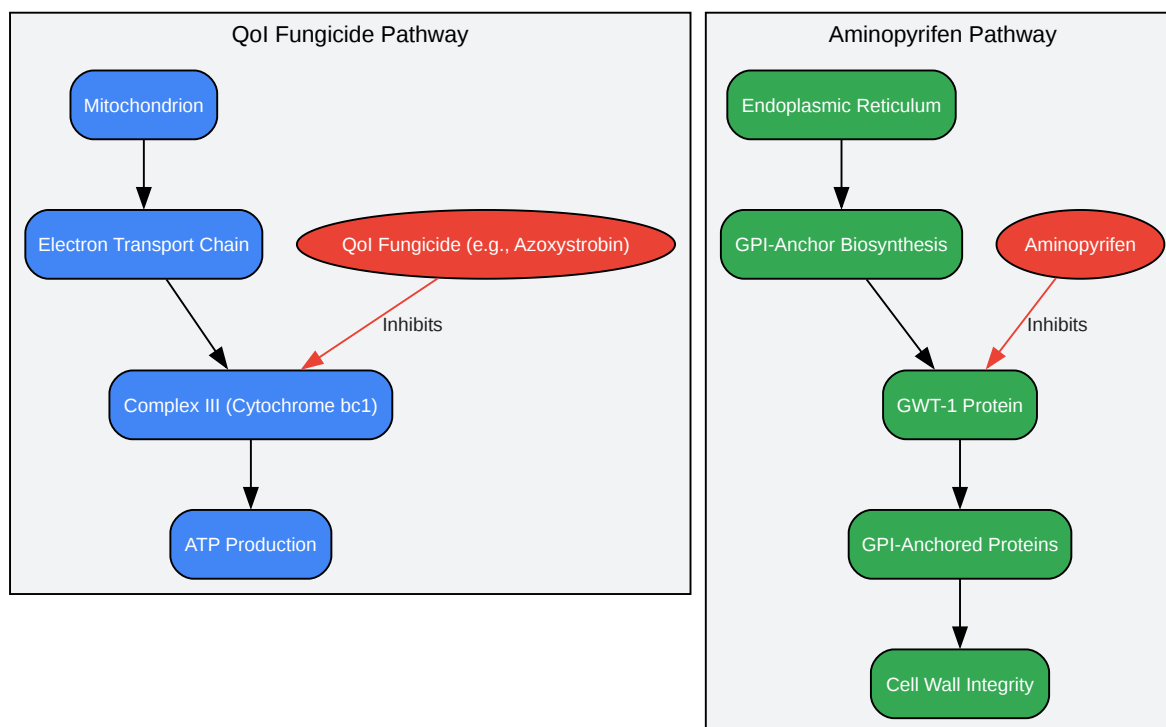 QoI Fungicide Pathway
Mitochondrion
Electron Transport Chain
QoI Fungicide (e.g., Azoxystrobin)
Inhibits
Complex III (Cytochrome bc1)
ATP Production
Aminopyrifen Pathway
Endoplasmic Reticulum
GPI-Anchor Biosynthesis
Aminopyrifen
Inhibits
GWT-1 Protein
GPI-Anchored Proteins
Cell Wall Integrity